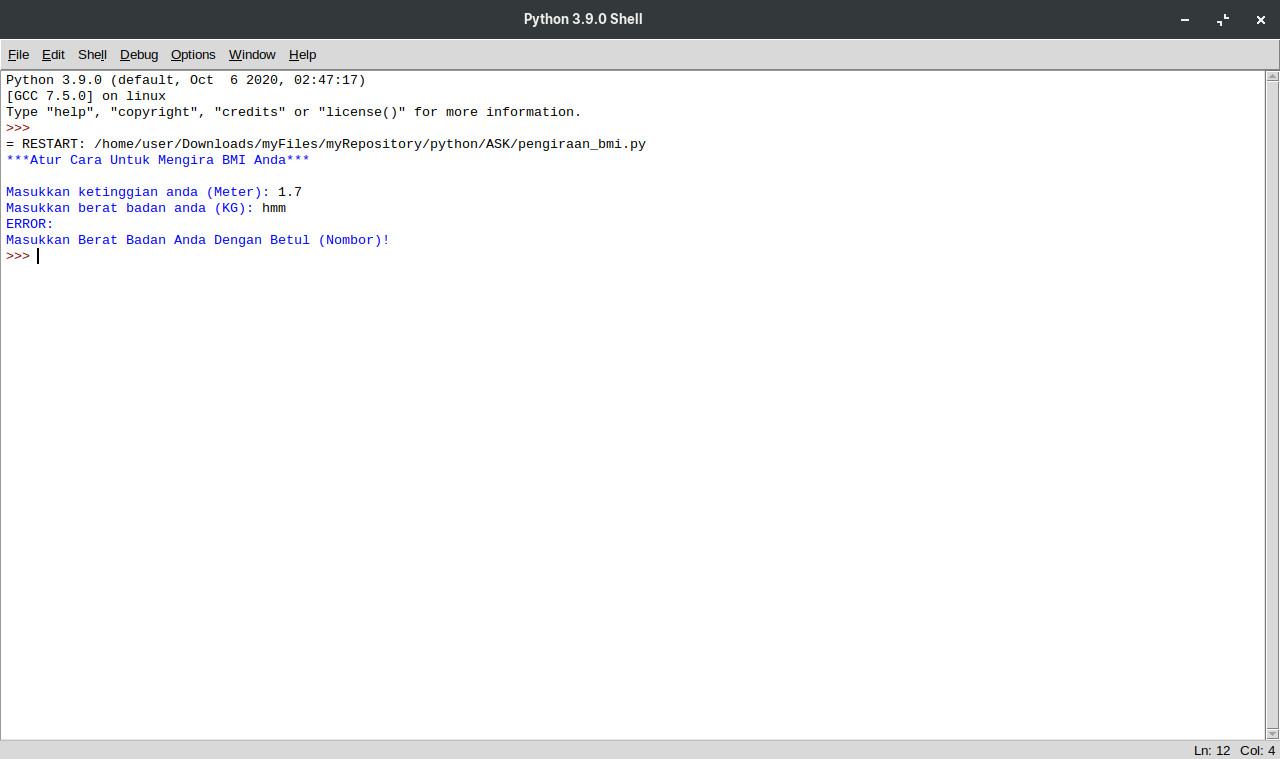 Python 3.9.0 Shell
File Edit Shell Debug Options Window Help
Python 3.9.0 (default, Oct  6 2020, 02:47:17)
[GCC 7.5.0] on linux
Type "help", "copyright", "credits" or "license()" for more information.
>>>
= RESTART: /home/user/Downloads/myFiles/myRepository/python/ASK/pengiraan_bmi.py
***Atur Cara Untuk Mengira BMI Anda***
Masukkan ketinggian anda (Meter): 1.7
Masukkan berat badan anda (KG): hmm
ERROR:
Masukkan Berat Badan Anda Dengan Betul (Nombor)!
>>>
Ln: 12 Col: 4